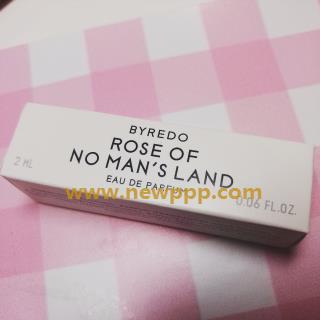 BYREDO
ROSE OF
NO MAN'S LAND
EAU DE PARFUM
2 ML
0.06 FL.OZ.
www.newppp.com